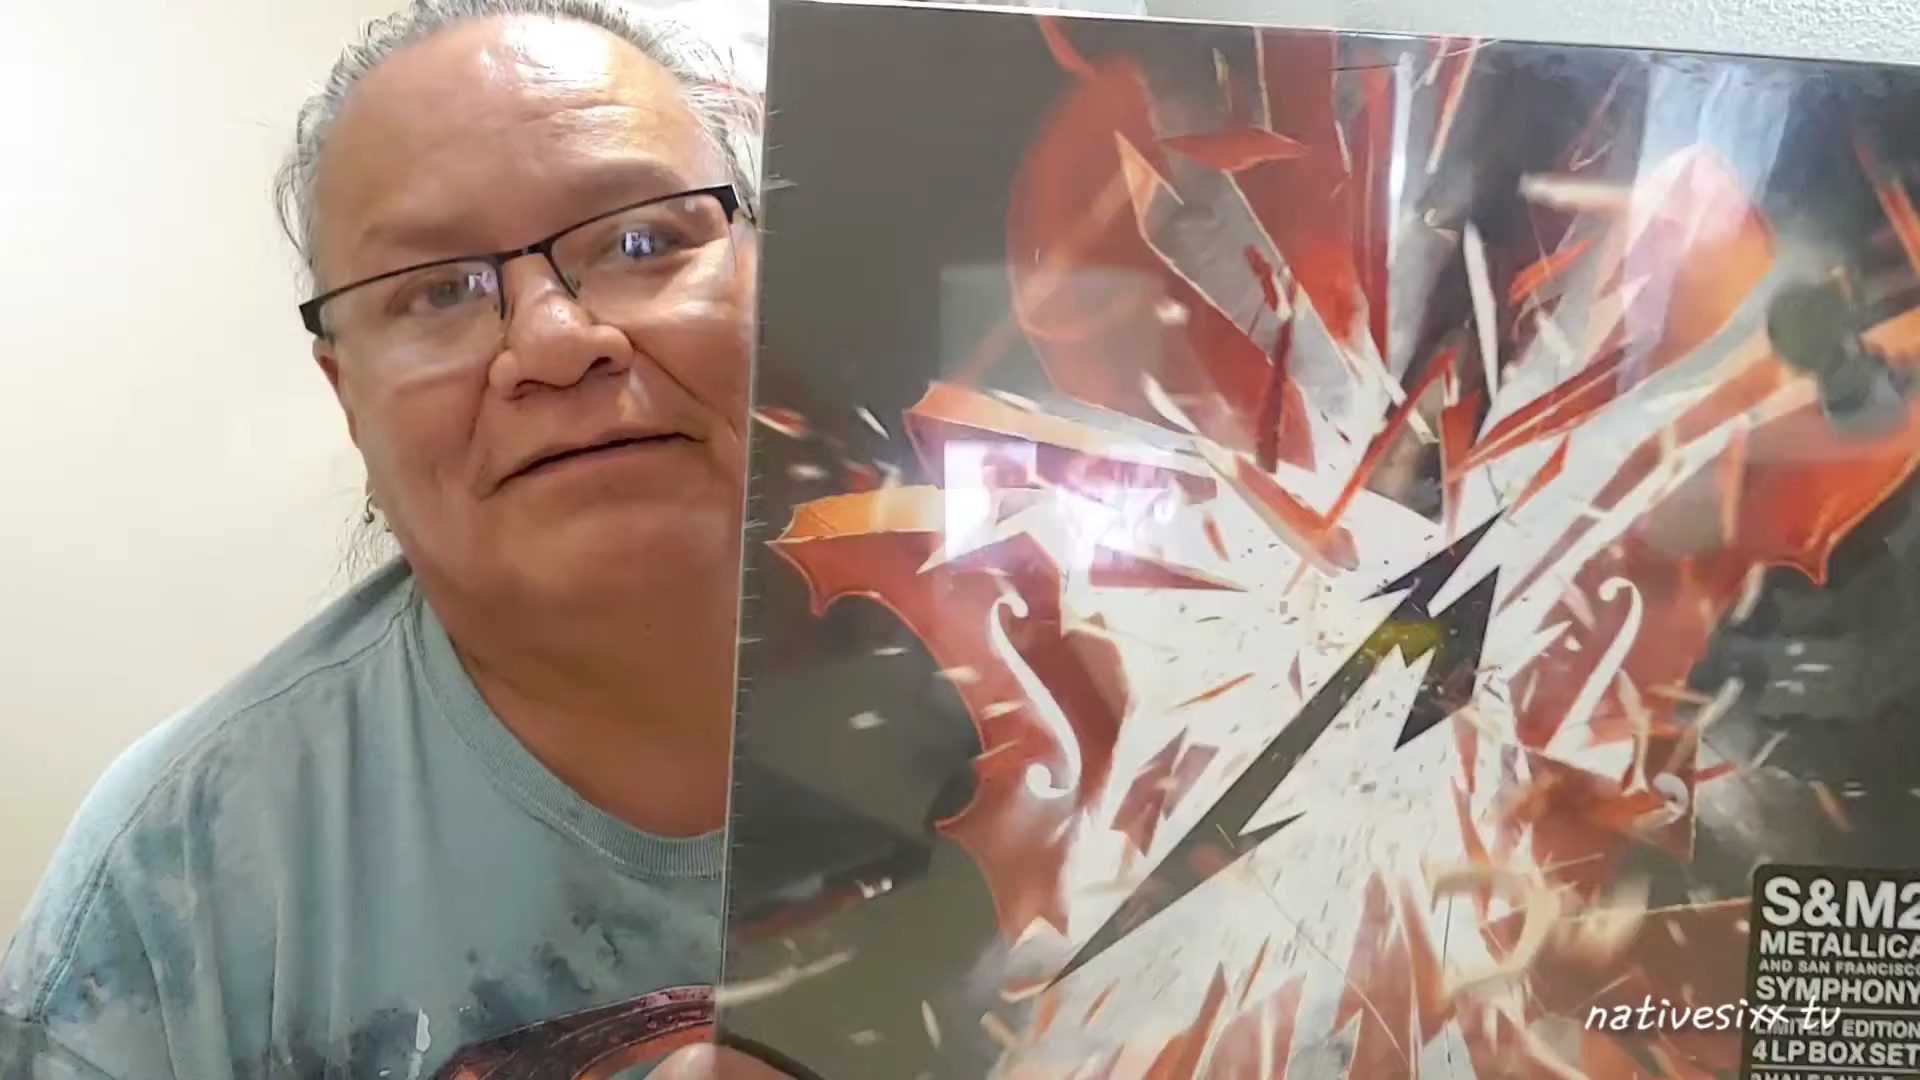 S&M2
METALLICA
AND SAN FRANCISCO
SYMPHONY
nativesixx tv
LIMITED EDITION
4 LP BOX SET